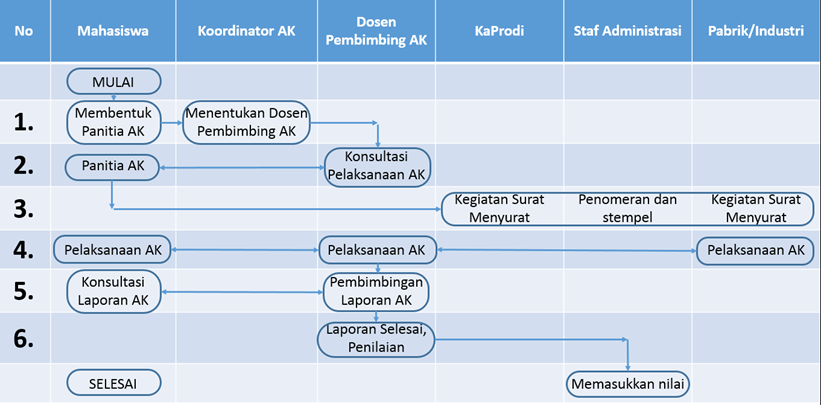 No
Mahasiswa
Koordinator AK
Dosen
Pembimbing AK
KaProdi
Staf Administrasi
Pabrik/Industri
MULAI
1.
Membentuk
Panitia AK
Menentukan Dosen
Pembimbing AK
2.
Panitia AK
Konsultasi
Pelaksanaan AK
3.
Kegiatan Surat
Menyurat
Penomeran dan
stempel
Kegiatan Surat
Menyurat
4.
Pelaksanaan AK
Pelaksanaan AK
Pelaksanaan AK
5.
Konsultasi
Laporan AK
Pembimbingan
Laporan AK
6.
Laporan Selesai,
Penilaian
SELESAI
Memasukkan nilai